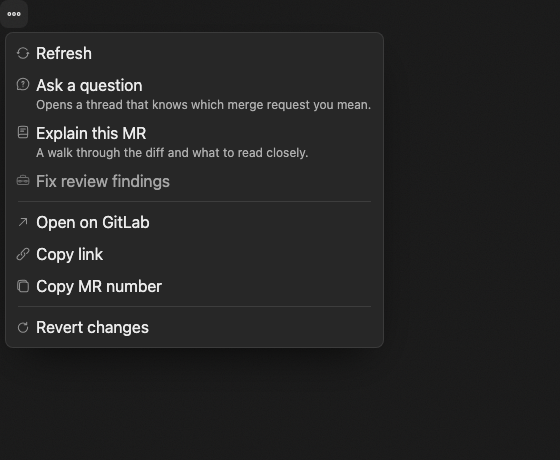 Refresh
Ask a question
Opens a thread that knows which merge request you mean.
Explain this MR
A walk through the diff and what to read closely.
Fix review findings
Open on GitLab
Copy link
Copy MR number
Revert changes